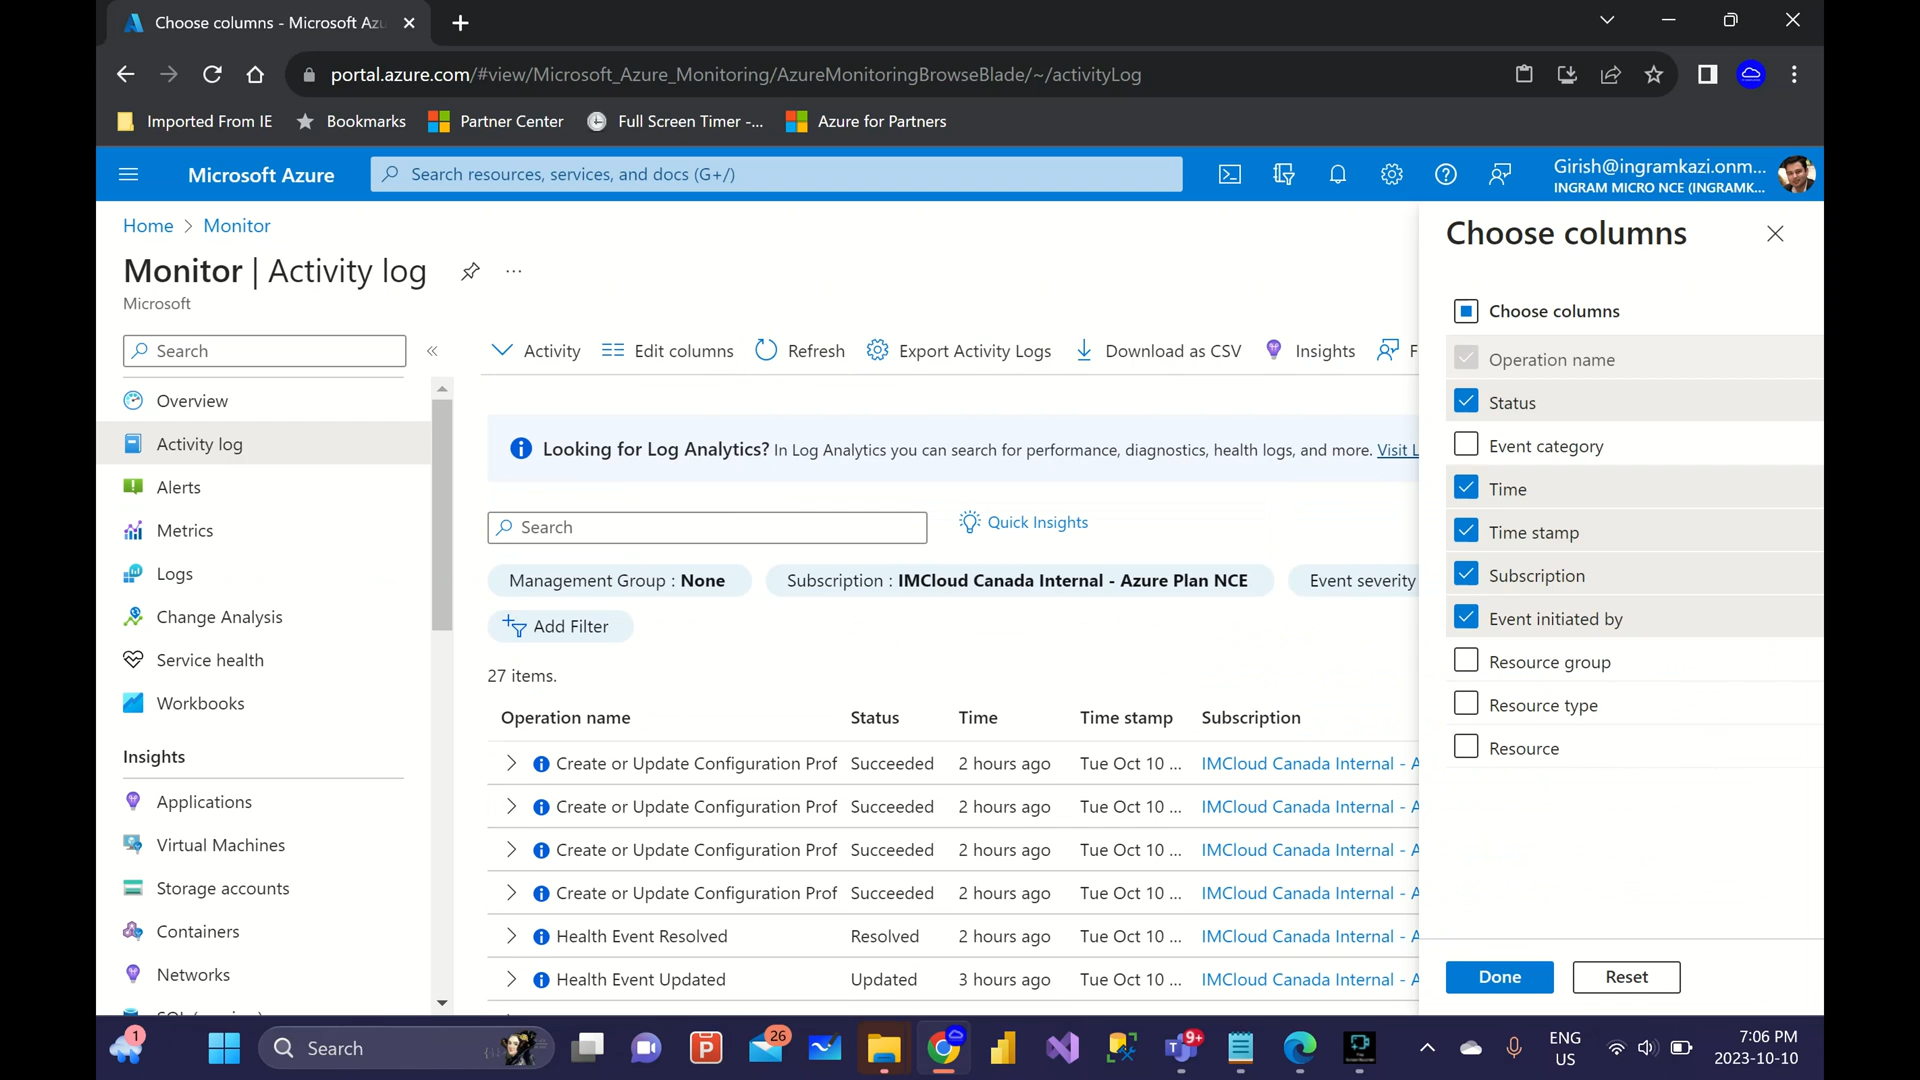 Choose columns - Microsoft Azu
portal.azure.com/#view/Microsoft_Azure_Monitoring/AzureMonitoringBrowseBlade/~/activityLog
Imported From IE Bookmarks Partner Center Full Screen Timer -... Azure for Partners
Microsoft Azure
Search resources, services, and docs (G+/)
Girish@ingramkazi.onm...
INGRAM MICRO NCE (INGRAMK...
Home > Monitor
Monitor | Activity log
...
Microsoft
Search
«
Overview
Activity log
Alerts
Metrics
Logs
Change Analysis
Service health
Workbooks
Insights
Applications
Virtual Machines
Storage accounts
Containers
Networks
Activity Edit columns Refresh Export Activity Logs Download as CSV Insights F
Looking for Log Analytics? In Log Analytics you can search for performance, diagnostics, health logs, and more. Visit L
Search
Quick Insights
Management Group : None Subscription : IMCloud Canada Internal - Azure Plan NCE Event severity
Add Filter
27 items.
Operation name Status Time Time stamp Subscription
Create or Update Configuration Prof Succeeded 2 hours ago Tue Oct 10 ... IMCloud Canada Internal - A
Create or Update Configuration Prof Succeeded 2 hours ago Tue Oct 10 ... IMCloud Canada Internal - A
Create or Update Configuration Prof Succeeded 2 hours ago Tue Oct 10 ... IMCloud Canada Internal - A
Create or Update Configuration Prof Succeeded 2 hours ago Tue Oct 10 ... IMCloud Canada Internal - A
Health Event Resolved Resolved 2 hours ago Tue Oct 10 ... IMCloud Canada Internal - A
Health Event Updated Updated 3 hours ago Tue Oct 10 ... IMCloud Canada Internal - A
Choose columns
Choose columns
Operation name
Status
Event category
Time
Time stamp
Subscription
Event initiated by
Resource group
Resource type
Resource
Done Reset
1
Search
26
9+
ENG
US
7:06 PM
2023-10-10